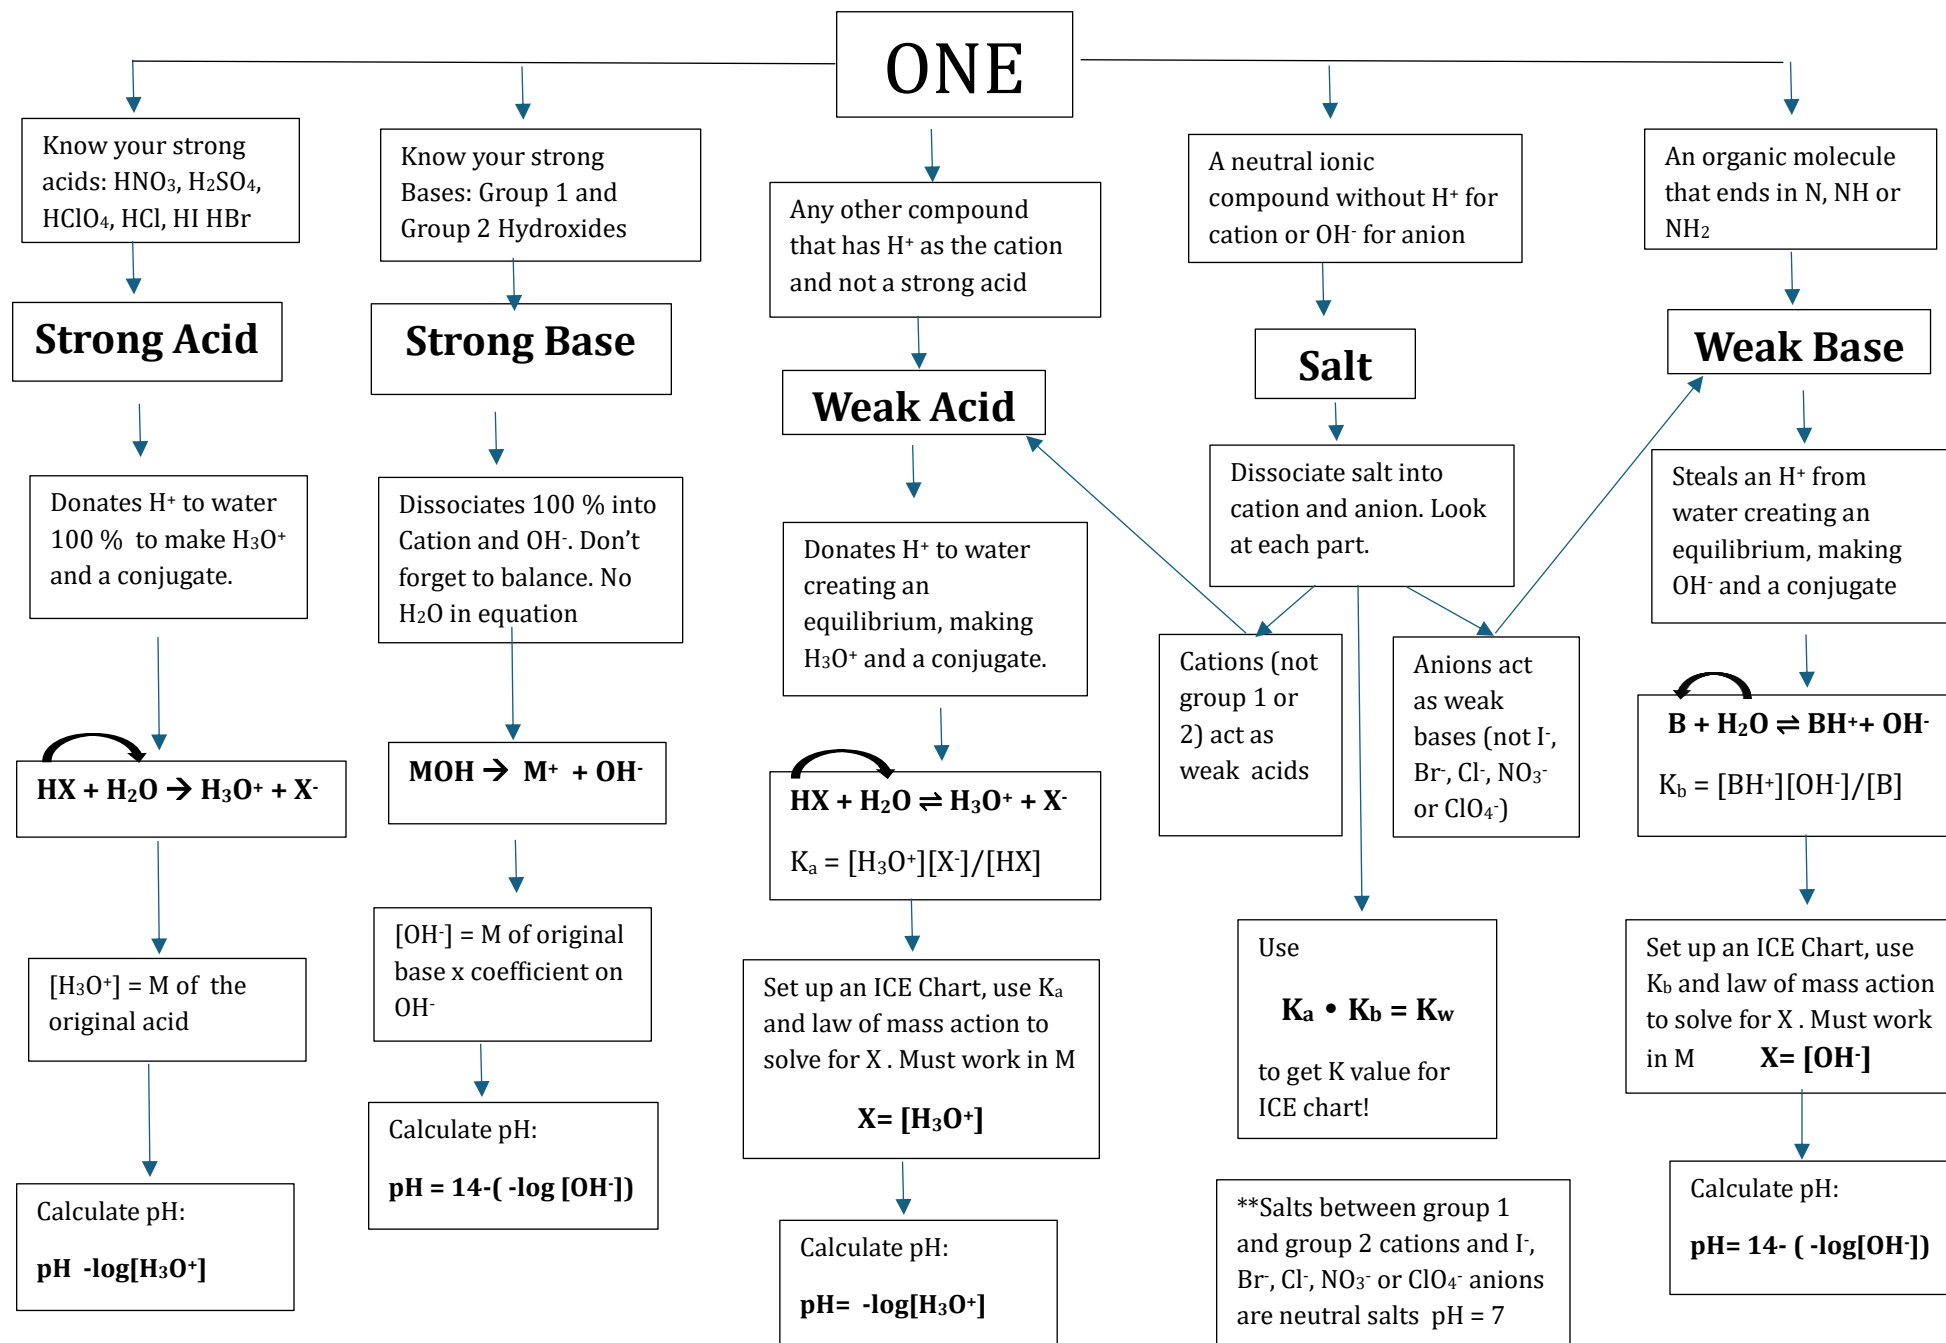 ONE
Know your strong
acids: HNO₃, H₂SO₄,
HClO₄, HCl, HI HBr
Strong Acid
Donates H⁺ to water
100 %  to make H₃O⁺
and a conjugate.
HX + H₂O → H₃O⁺ + X⁻
[H₃O⁺] = M of  the
original acid
Calculate pH:
pH  -log[H₃O⁺]
Know your strong
Bases: Group 1 and
Group 2 Hydroxides
Strong Base
Dissociates 100 % into
Cation and OH⁻. Don't
forget to balance. No
H₂O in equation
MOH → M⁺ + OH⁻
[OH⁻] = M of original
base x coefficient on
OH⁻
Calculate pH:
pH = 14-( -log [OH⁻])
Any other compound
that has H⁺ as the cation
and not a strong acid
Weak Acid
Donates H⁺ to water
creating an
equilibrium, making
H₃O⁺ and a conjugate.
HX + H₂O ⇌ H₃O⁺ + X⁻
Kₐ = [H₃O⁺][X⁻]/[HX]
Set up an ICE Chart, use Kₐ
and law of mass action to
solve for X . Must work in M
X= [H₃O⁺]
Calculate pH:
pH=  -log[H₃O⁺]
A neutral ionic
compound without H⁺ for
cation or OH⁻ for anion
Salt
Dissociate salt into
cation and anion. Look
at each part.
Cations (not
group 1 or
2) act as
weak  acids
Anions act
as weak
bases (not I⁻,
Br⁻, Cl⁻, NO₃⁻
or ClO₄⁻)
Use
Kₐ • K_b = K_w
to get K value for
ICE chart!
**Salts between group 1
and group 2 cations and I⁻,
Br⁻, Cl⁻, NO₃⁻ or ClO₄⁻ anions
are neutral salts  pH = 7
An organic molecule
that ends in N, NH or
NH₂
Weak Base
Steals an H⁺ from
water creating an
equilibrium, making
OH⁻ and a conjugate
B + H₂O ⇌ BH⁺+ OH⁻
K_b = [BH⁺][OH⁻]/[B]
Set up an ICE Chart, use
K_b and law of mass action
to solve for X . Must work
in M X= [OH⁻]
Calculate pH:
pH= 14- ( -log[OH⁻])